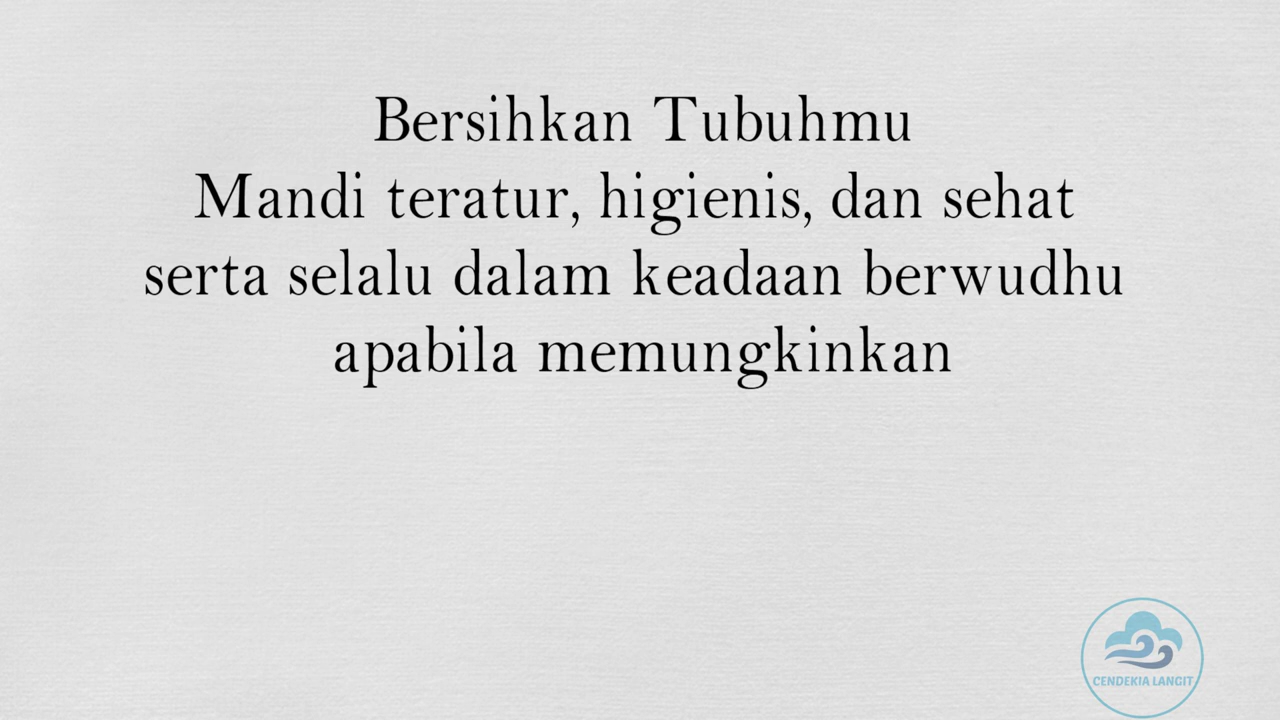 Bersihkan Tubuhmu
Mandi teratur, higienis, dan sehat
serta selalu dalam keadaan berwudhu
apabila memungkinkan
CENDEKIA LANGIT